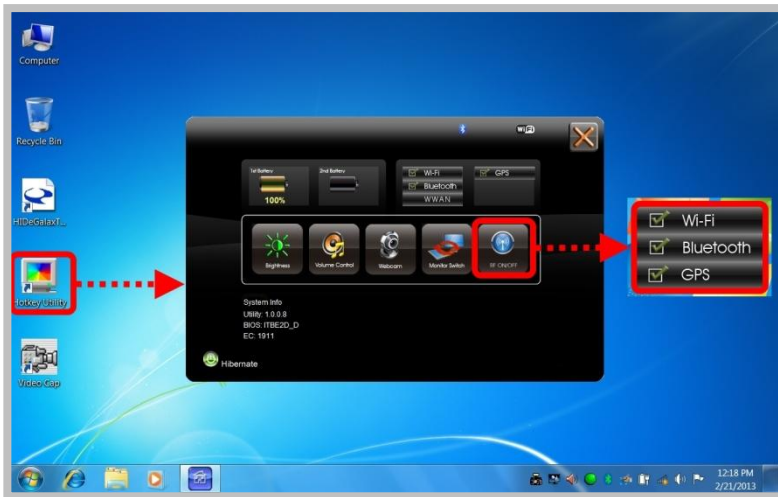 Computer
Recycle Bin
HIDeGalaxT...
Hotkey Utility
Video Cap
WiFi
1st Battery
2nd Battery
100%
Wi-Fi
Bluetooth
WWAN
GPS
Brightness
Volume Control
Webcam
Monitor Switch
RF ON/OFF
System Info
Utility: 1.0.0.8
BIOS: ITBE2D_D
EC: 1911
Hibernate
Wi-Fi
Bluetooth
GPS
12:18 PM
2/21/2013